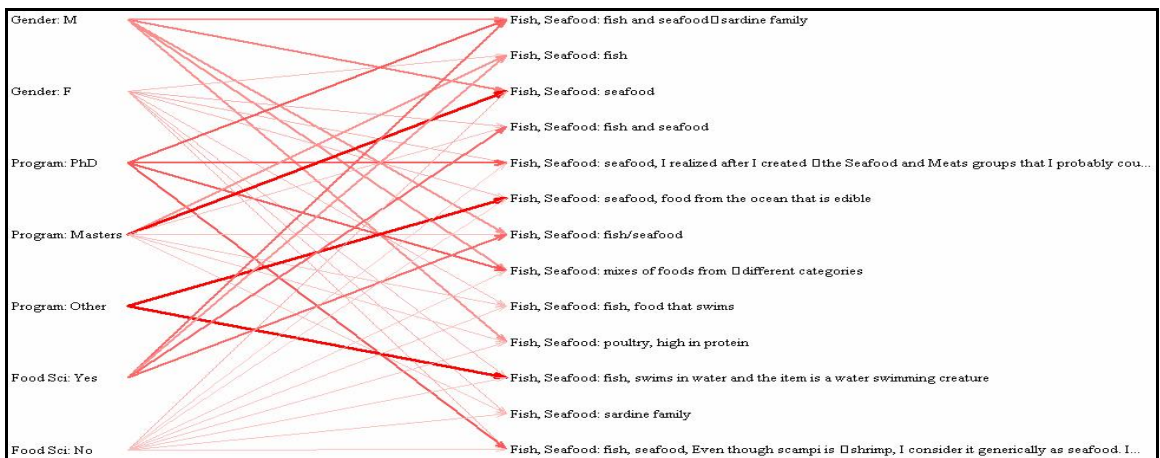 Gender: M
Fish, Seafood: fish and seafood▯sardine family
Fish, Seafood: fish
Gender: F
Fish, Seafood: seafood
Fish, Seafood: fish and seafood
Program: PhD
Fish, Seafood: seafood, I realized after I created ▯the Seafood and Meats groups that I probably cou...
Fish, Seafood: seafood, food from the ocean that is edible
Program: Masters
Fish, Seafood: fish/seafood
Fish, Seafood: mixes of foods from ▯different categories
Program: Other
Fish, Seafood: fish, food that swims
Fish, Seafood: poultry, high in protein
Food Sci: Yes
Fish, Seafood: fish, swims in water and the item is a water swimming creature
Fish, Seafood: sardine family
Food Sci: No
Fish, Seafood: fish, seafood, Even though scampi is ▯shrimp, I consider it generically as seafood. I...